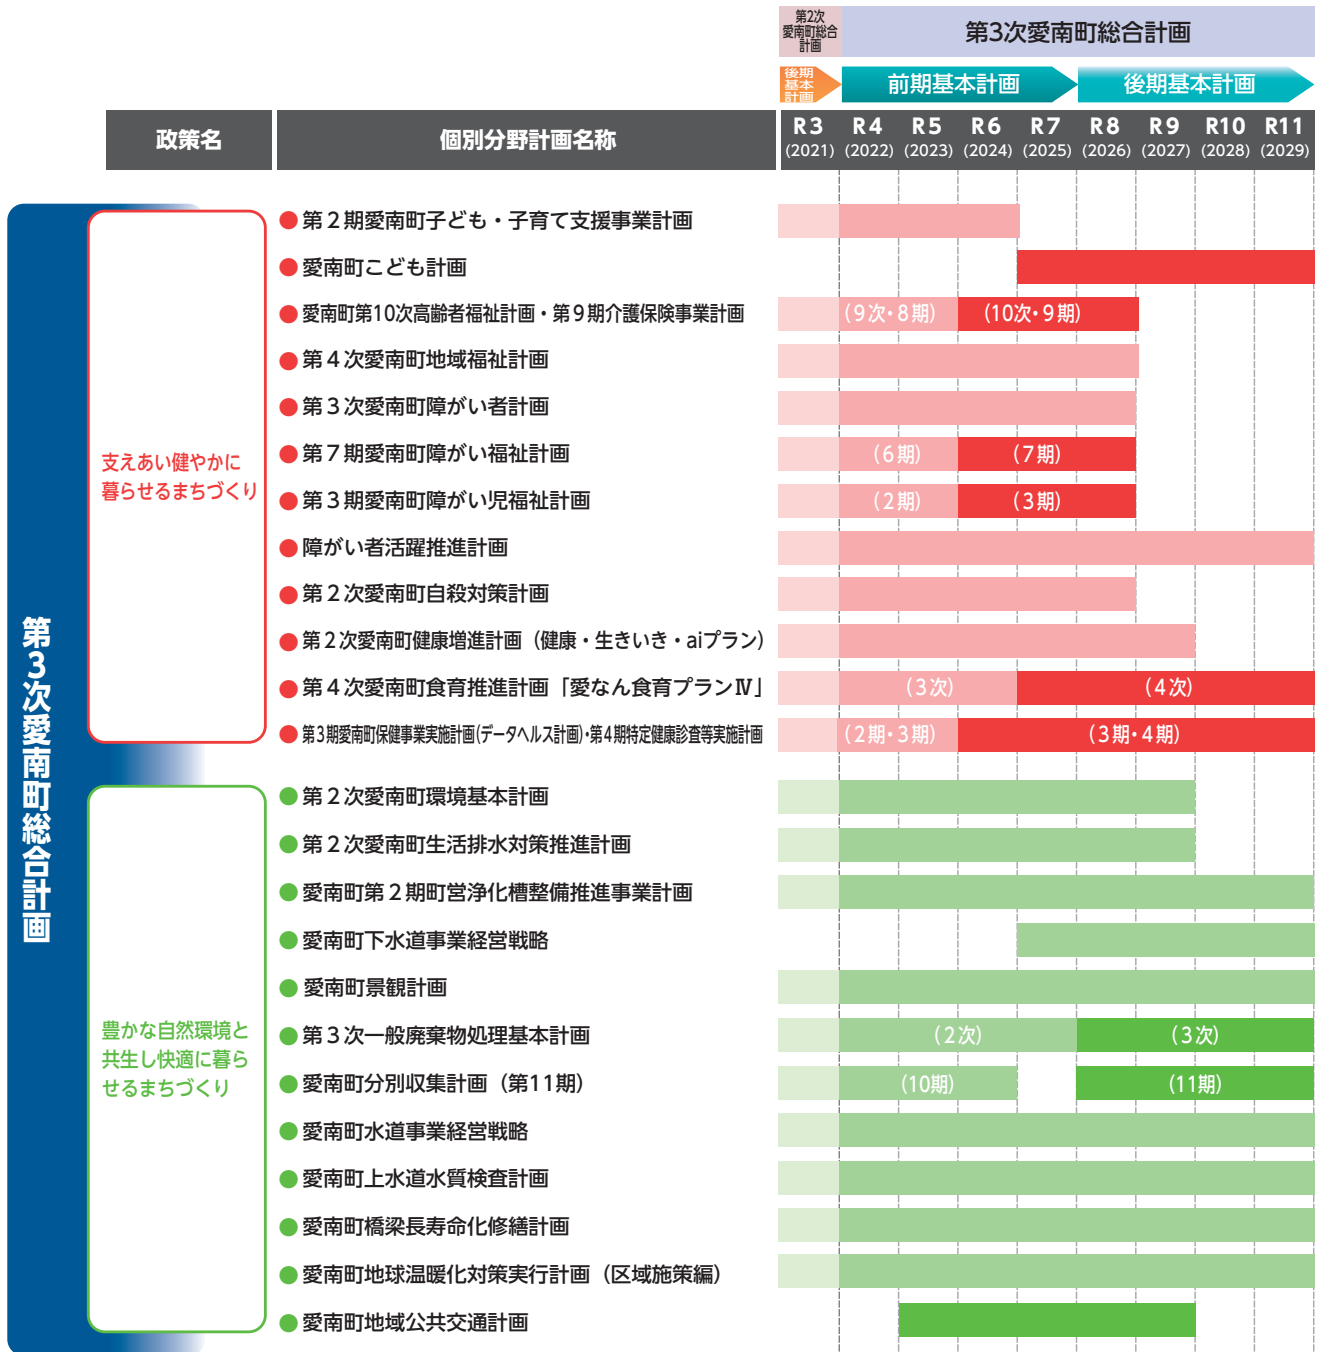 第2次
愛南町総合
計画
第3次愛南町総合計画
後期
基本
計画
前期基本計画
後期基本計画
政策名
個別分野計画名称
R3
(2021)
R4
(2022)
R5
(2023)
R6
(2024)
R7
(2025)
R8
(2026)
R9
(2027)
R10
(2028)
R11
(2029)
第3次愛南町総合計画
支えあい健やかに
暮らせるまちづくり
●第2期愛南町子ども・子育て支援事業計画
●愛南町こども計画
●愛南町第10次高齢者福祉計画・第9期介護保険事業計画
(9次・8期)
(10次・9期)
●第4次愛南町地域福祉計画
●第3次愛南町障がい者計画
●第7期愛南町障がい福祉計画
(6期)
(7期)
●第3期愛南町障がい児福祉計画
(2期)
(3期)
●障がい者活躍推進計画
●第2次愛南町自殺対策計画
●第2次愛南町健康増進計画（健康・生きいき・aiプラン）
●第4次愛南町食育推進計画「愛なん食育プランⅣ」
(3次)
(4次)
●第3期愛南町保健事業実施計画(データヘルス計画)・第4期特定健康診査等実施計画
(2期・3期)
(3期・4期)
豊かな自然環境と
共生し快適に暮ら
せるまちづくり
●第2次愛南町環境基本計画
●第2次愛南町生活排水対策推進計画
●愛南町第2期町営浄化槽整備推進事業計画
●愛南町下水道事業経営戦略
●愛南町景観計画
●第3次一般廃棄物処理基本計画
(2次)
(3次)
●愛南町分別収集計画（第11期）
(10期)
(11期)
●愛南町水道事業経営戦略
●愛南町上水道水質検査計画
●愛南町橋梁長寿命化修繕計画
●愛南町地球温暖化対策実行計画（区域施策編）
●愛南町地域公共交通計画